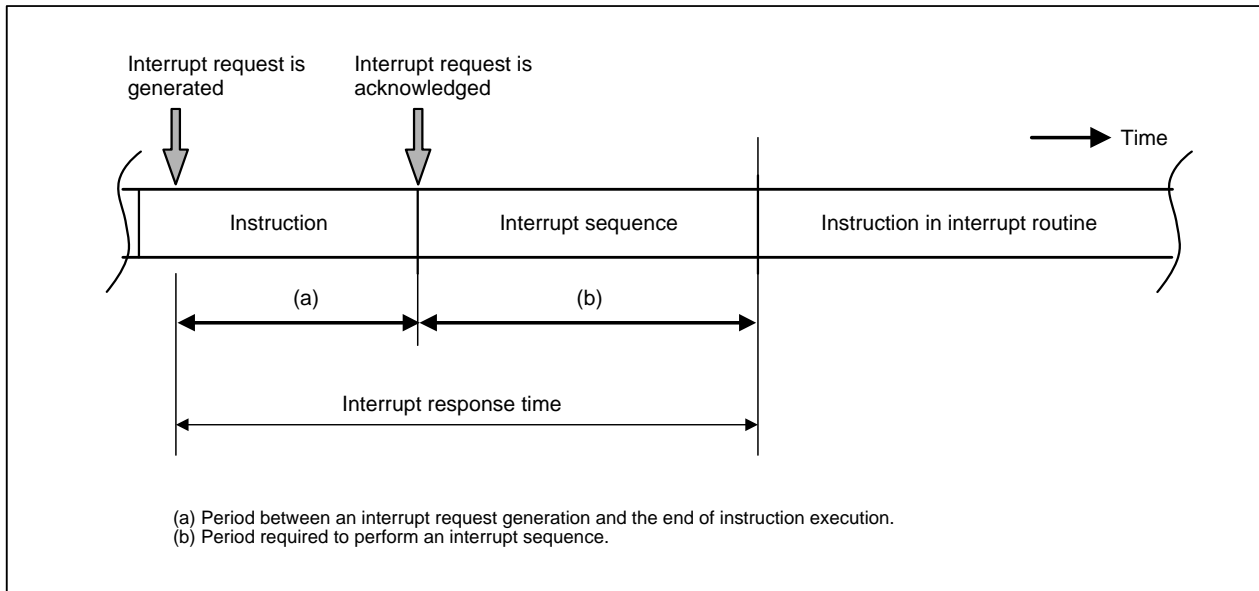 Interrupt request is
generated
Interrupt request is
acknowledged
Time
Instruction
Interrupt sequence
Instruction in interrupt routine
(a)
(b)
Interrupt response time
(a) Period between an interrupt request generation and the end of instruction execution.
(b) Period required to perform an interrupt sequence.